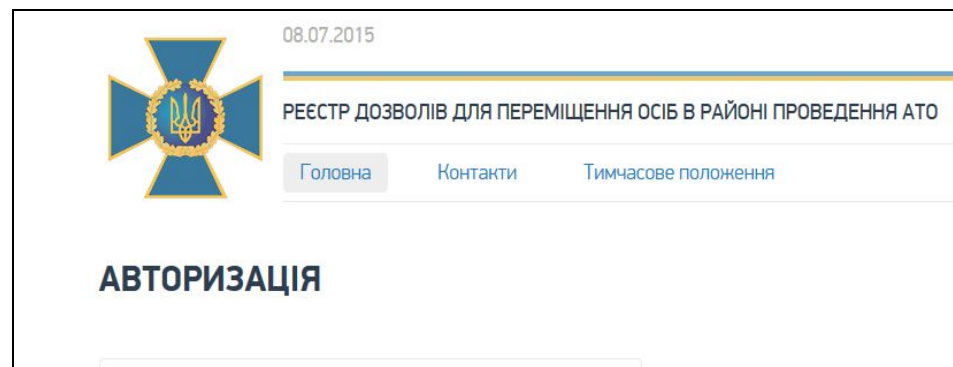 08.07.2015
РЕЄСТР ДОЗВОЛІВ ДЛЯ ПЕРЕМІЩЕННЯ ОСІБ В РАЙОНІ ПРОВЕДЕННЯ АТО
Головна Контакти Тимчасове положення
АВТОРИЗАЦІЯ